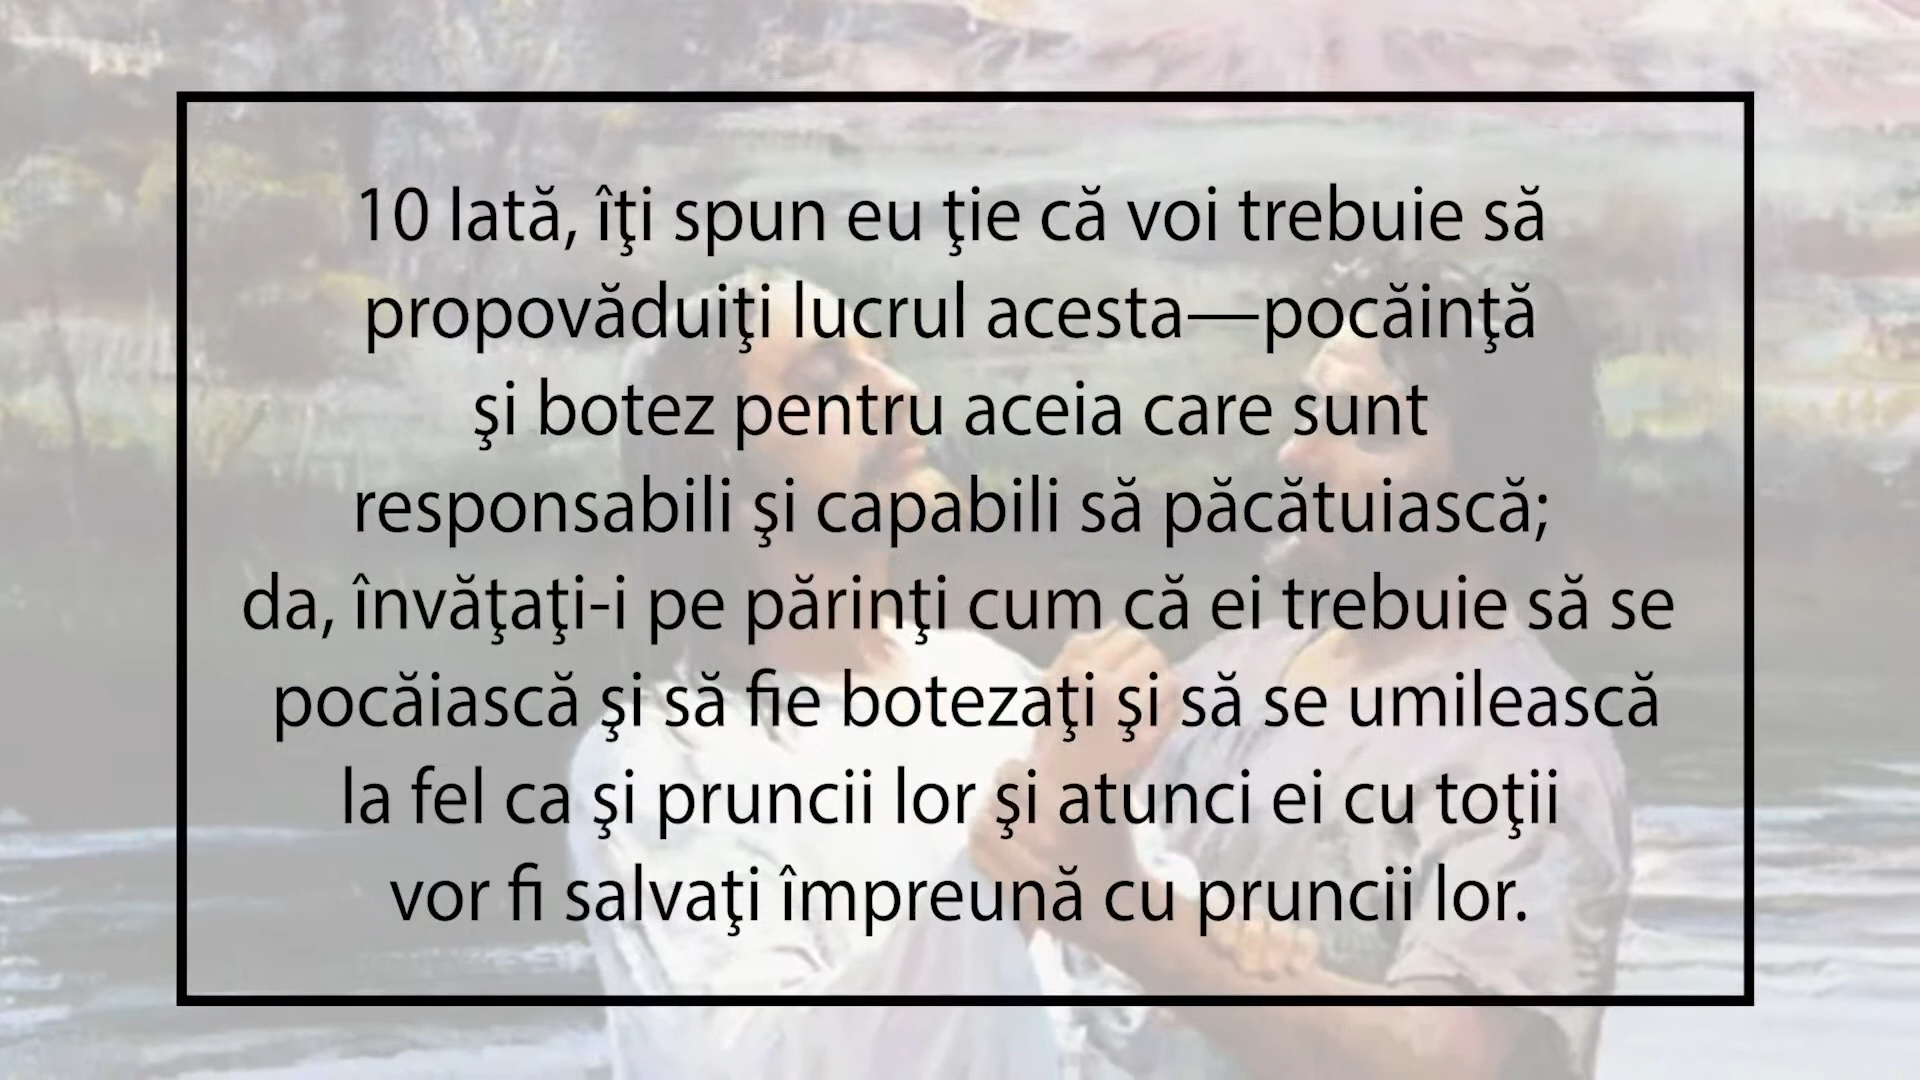 10 Iată, îţi spun eu ţie că voi trebuie să
propovăduiţi lucrul acesta—pocăinţă
şi botez pentru aceia care sunt
responsabili şi capabili să păcătuiască;
da, învăţaţi-i pe părinţi cum că ei trebuie să se
pocăiască şi să fie botezaţi şi să se umilească
la fel ca şi pruncii lor şi atunci ei cu toţii
vor fi salvaţi împreună cu pruncii lor.